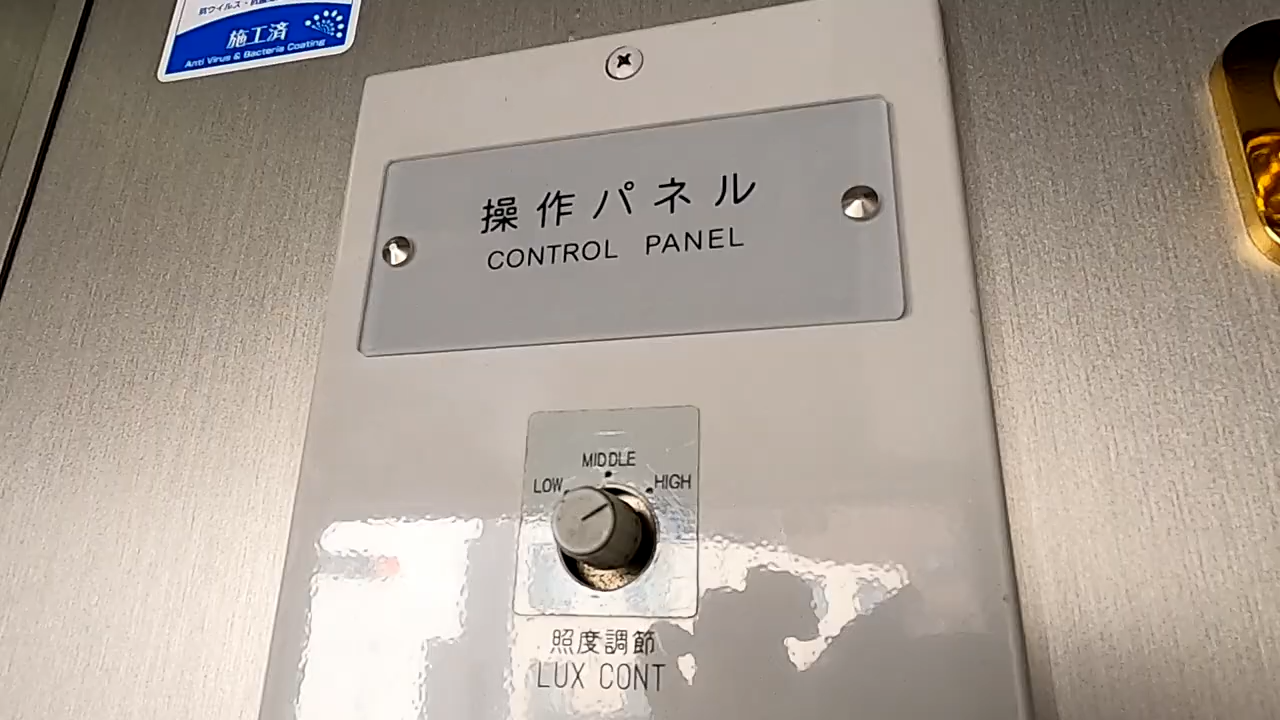 施工済
Anti Virus & Bacteria Coating
操作パネル
CONTROL PANEL
MIDDLE
LOW
HIGH
照度調節
LUX CONT